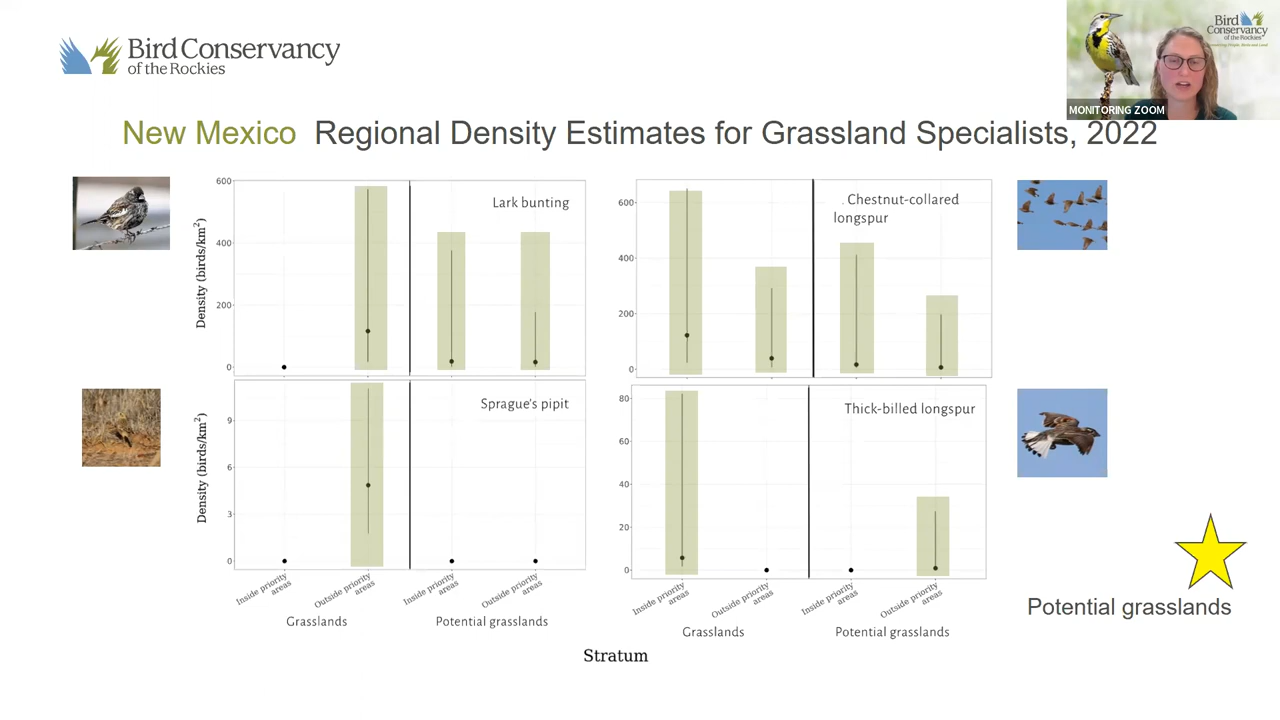 Bird Conservancy
of the Rockies
Bird Conservancy
of the Rockies
MONITORING ZOOM
New Mexico Regional Density Estimates for Grassland Specialists, 2022
Density (birds/km²)
600
400
200
0
Lark bunting
600
400
200
0
. Chestnut-collared
longspur
Density (birds/km²)
9
6
3
0
Sprague's pipit
Inside priority
areas
Outside priority
areas
Inside priority
areas
Outside priority
areas
Grasslands
Potential grasslands
80
60
40
20
0
Thick-billed longspur
Inside priority
areas
Outside priority
areas
Inside priority
areas
Outside priority
areas
Grasslands
Potential grasslands
Stratum
Potential grasslands